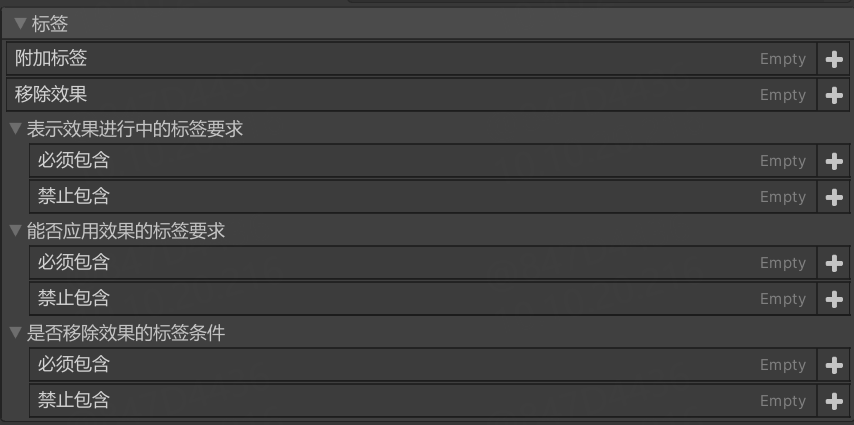 标签
附加标签 Empty
移除效果 Empty
表示效果进行中的标签要求
必须包含 Empty
禁止包含 Empty
能否应用效果的标签要求
必须包含 Empty
禁止包含 Empty
是否移除效果的标签条件
必须包含 Empty
禁止包含 Empty